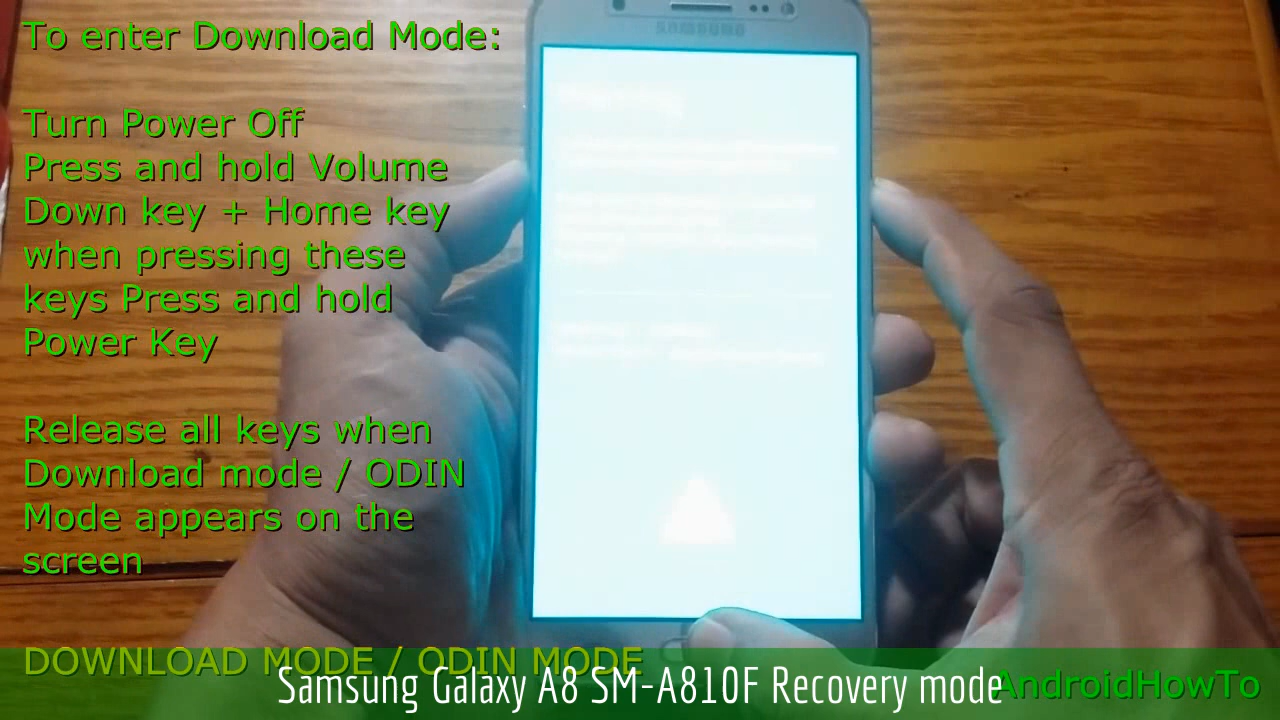 To enter Download Mode:
SAMSUNG
Turn Power Off
Press and hold Volume
Down key + Home key
when pressing these
keys Press and hold
Power Key
Release all keys when
Download mode / ODIN
Mode appears on the
screen
DOWNLOAD MODE / ODIN MODE
Samsung Galaxy A8 SM-A810F Recovery mode
AndroidHowTo